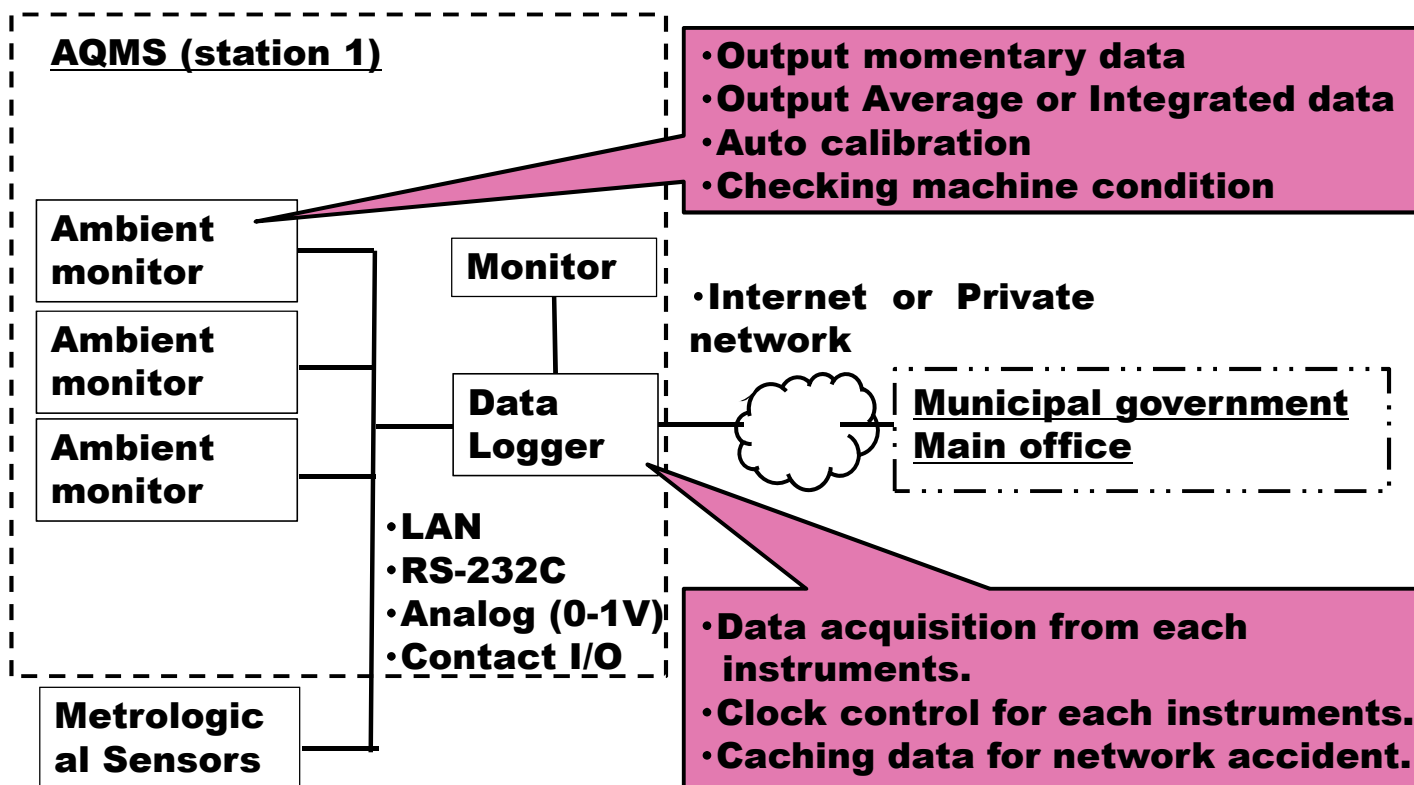 AQMS (station 1)
・Output momentary data
・Output Average or Integrated data
・Auto calibration
・Checking machine condition
Ambient
monitor
Ambient
monitor
Ambient
monitor
Monitor
Data
Logger
・Internet or Private
network
Municipal government
Main office
・LAN
・RS-232C
・Analog (0-1V)
・Contact I/O
Metrologic
al Sensors
・Data acquisition from each
instruments.
・Clock control for each instruments.
・Caching data for network accident.